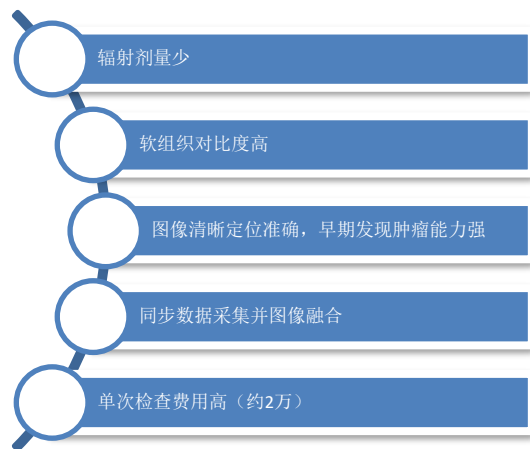 辐射剂量少
软组织对比度高
图像清晰定位准确，早期发现肿瘤能力强
同步数据采集并图像融合
单次检查费用高（约2万）